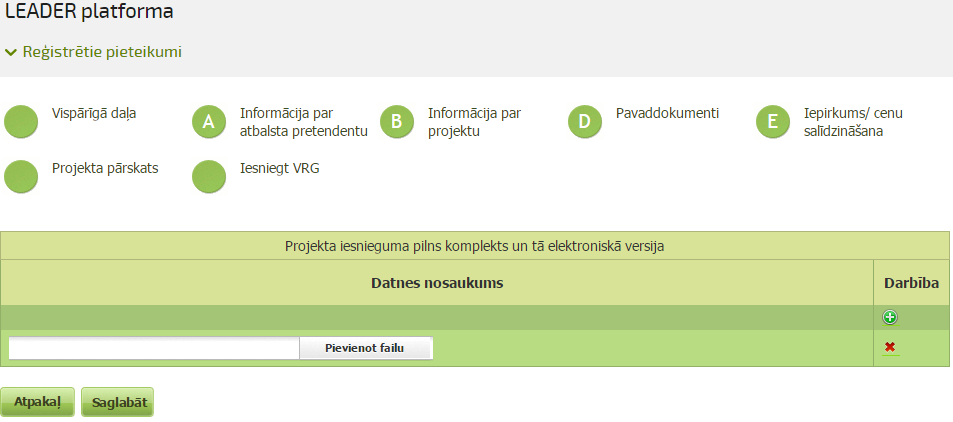 LEADER platforma
Reģistrētie pieteikumi
Vispārīgā daļa
A
Informācija par
atbalsta pretendentu
B
Informācija par
projektu
D
Pavaddokumenti
E
Iepirkums/ cenu
salīdzināšana
Projekta pārskats
Iesniegt VRG
Projekta iesnieguma pilns komplekts un tā elektroniskā versija
Datnes nosaukums
Darbība
Pievienot failu
Atpakaļ
Saglabāt